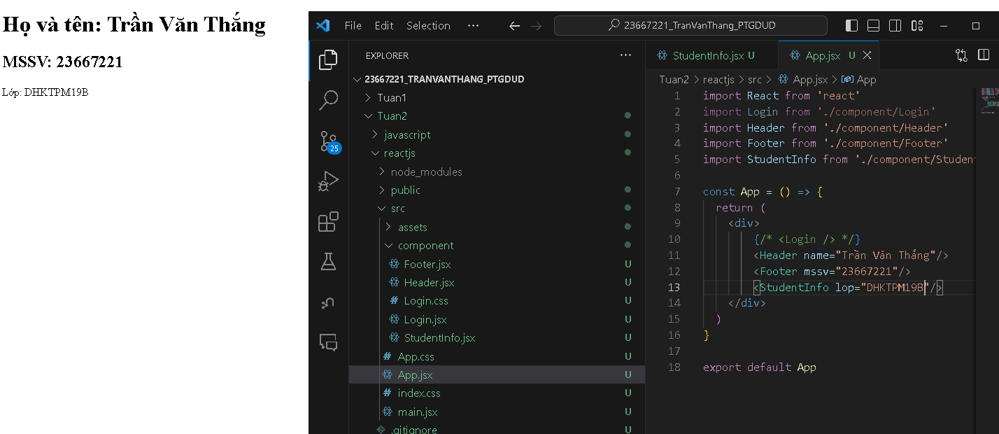 Họ và tên: Trần Văn Thắng
MSSV: 23667221
Lớp: DHKTPM19B
File Edit Selection ···
23667221_TranVanThang_PTGDUD
EXPLORER ···
23667221_TRANVANTHANG_PTGDUD
Tuan1
Tuan2
javascript
reactjs
node_modules
public
src
assets
component
Footer.jsx U
Header.jsx U
# Login.css U
Login.jsx U
StudentInfo.jsx U
# App.css U
App.jsx U
# index.css U
main.jsx U
.gitignore U
25
StudentInfo.jsx U
App.jsx U
Tuan2 > reactjs > src > App.jsx > App
1 import React from 'react'
2 import Login from './component/Login'
3 import Header from './component/Header'
4 import Footer from './component/Footer'
5 import StudentInfo from './component/Studen
6
7 const App = () => {
8 return (
9 <div>
10 {/* <Login /> */}
11 <Header name="Trần Văn Thắng"/>
12 <Footer mssv="23667221"/>
13 <StudentInfo lop="DHKTPM19B"/>
14 </div>
15 )
16 }
17
18 export default App